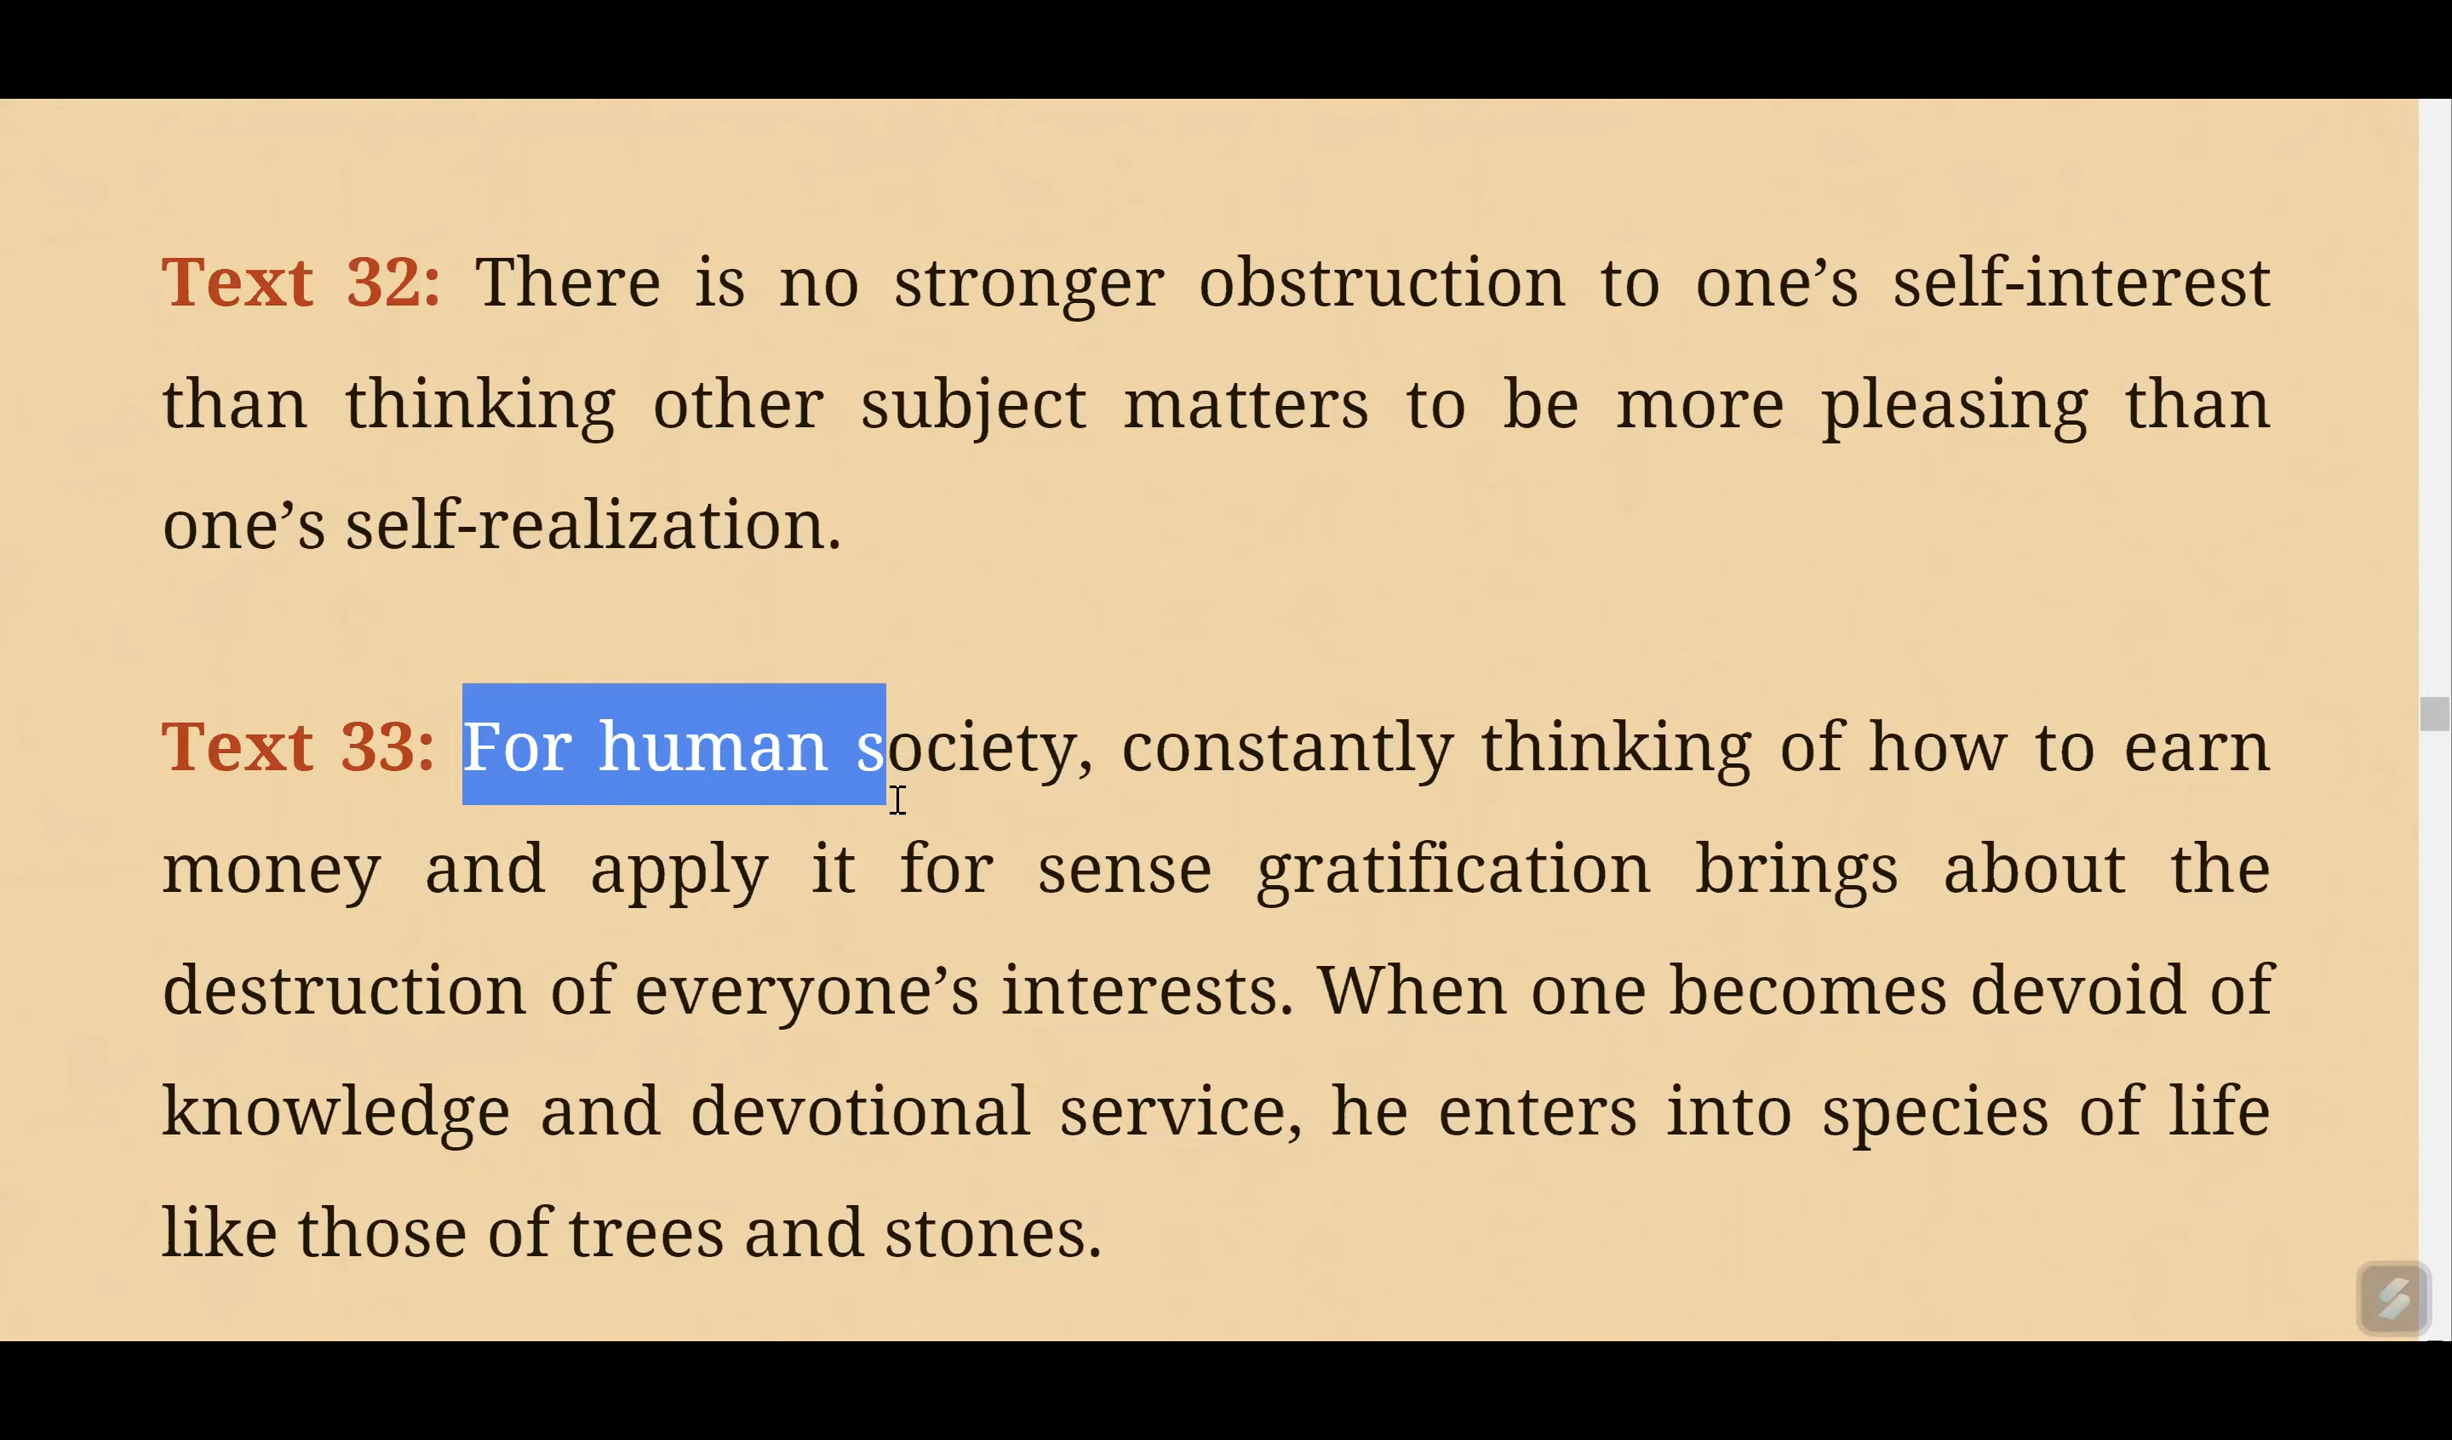 Text 32: There is no stronger obstruction to one’s self-interest
than thinking other subject matters to be more pleasing than
one’s self-realization.
Text 33: For human society, constantly thinking of how to earn
money and apply it for sense gratification brings about the
destruction of everyone’s interests. When one becomes devoid of
knowledge and devotional service, he enters into species of life
like those of trees and stones.